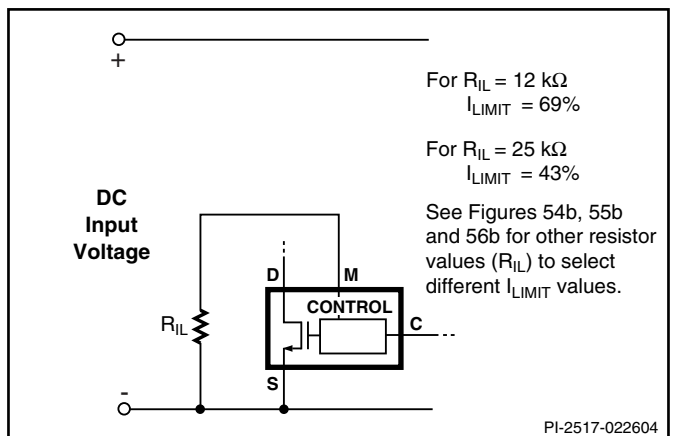 +
For R_IL = 12 kΩ
I_LIMIT = 69%
For R_IL = 25 kΩ
I_LIMIT = 43%
See Figures 54b, 55b
and 56b for other resistor
values (R_IL) to select
different I_LIMIT values.
DC
Input
Voltage
D
M
CONTROL
C
R_IL
S
-
PI-2517-022604